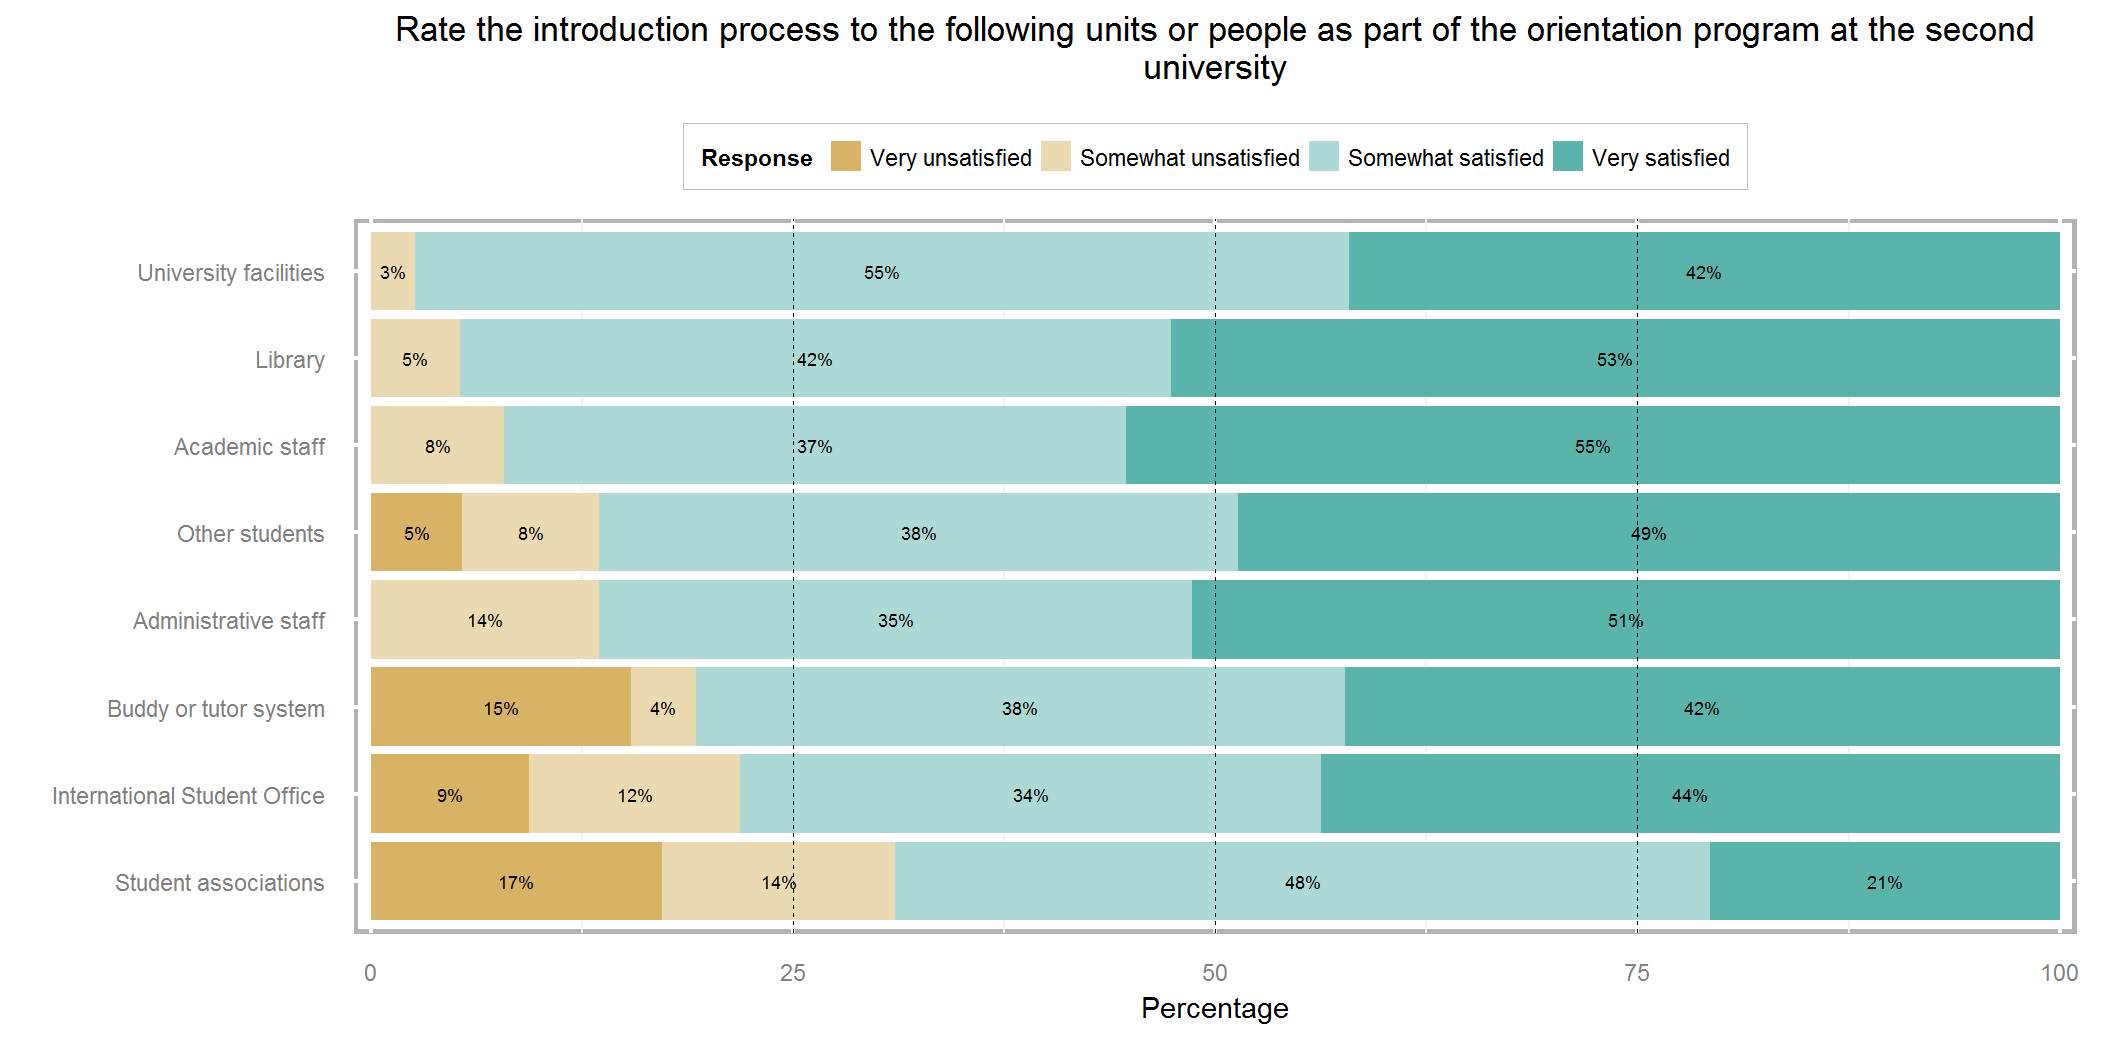 Rate the introduction process to the following units or people as part of the orientation program at the second
university
Response Very unsatisfied Somewhat unsatisfied Somewhat satisfied Very satisfied
University facilities 3% 55% 42%
Library 5% 42% 53%
Academic staff 8% 37% 55%
Other students 5% 8% 38% 49%
Administrative staff 14% 35% 51%
Buddy or tutor system 15% 4% 38% 42%
International Student Office 9% 12% 34% 44%
Student associations 17% 14% 48% 21%
0 25 50 75 100
Percentage